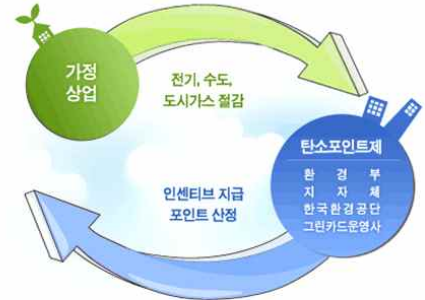 가정
상업
전기, 수도,
도시가스 절감
탄소포인트제
환 경 부
지 자 체
한국환경공단
그린카드운영사
인센티브 지급
포인트 산정